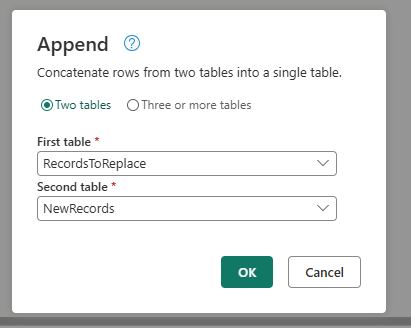 Append ?
Concatenate rows from two tables into a single table.
Two tables Three or more tables
First table *
RecordsToReplace
Second table *
NewRecords
OK Cancel